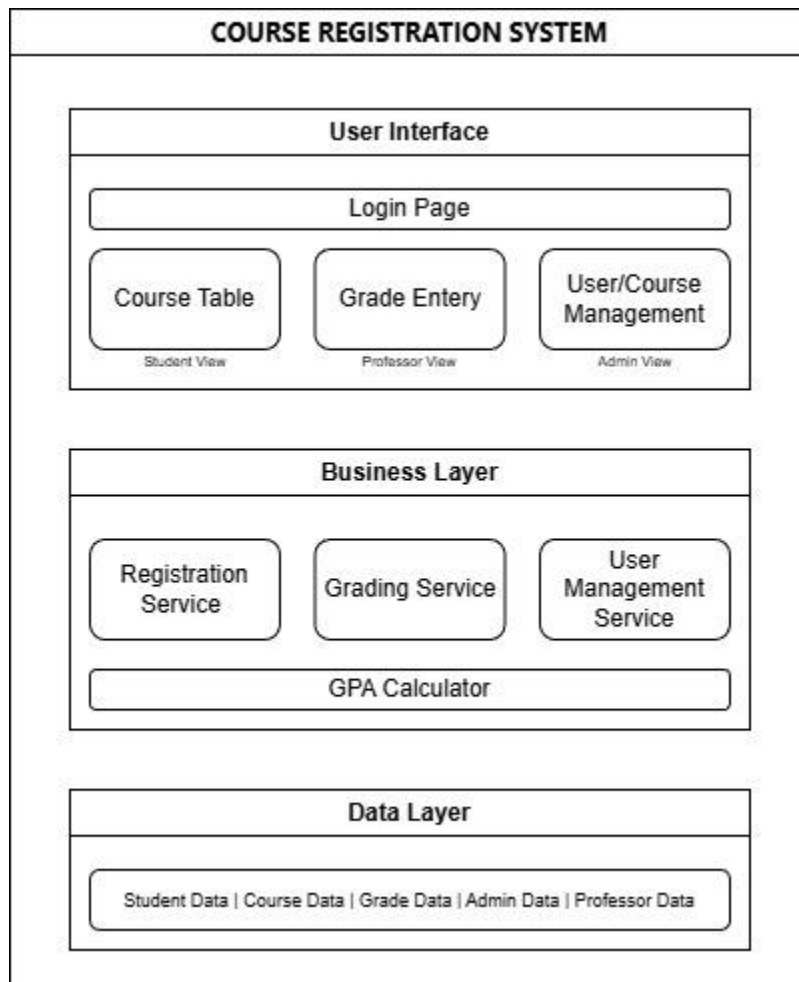 COURSE REGISTRATION SYSTEM
User Interface
Login Page
Course Table
Student View
Grade Entery
Professor View
User/Course
Management
Admin View
Business Layer
Registration
Service
Grading Service
User
Management
Service
GPA Calculator
Data Layer
Student Data | Course Data | Grade Data | Admin Data | Professor Data